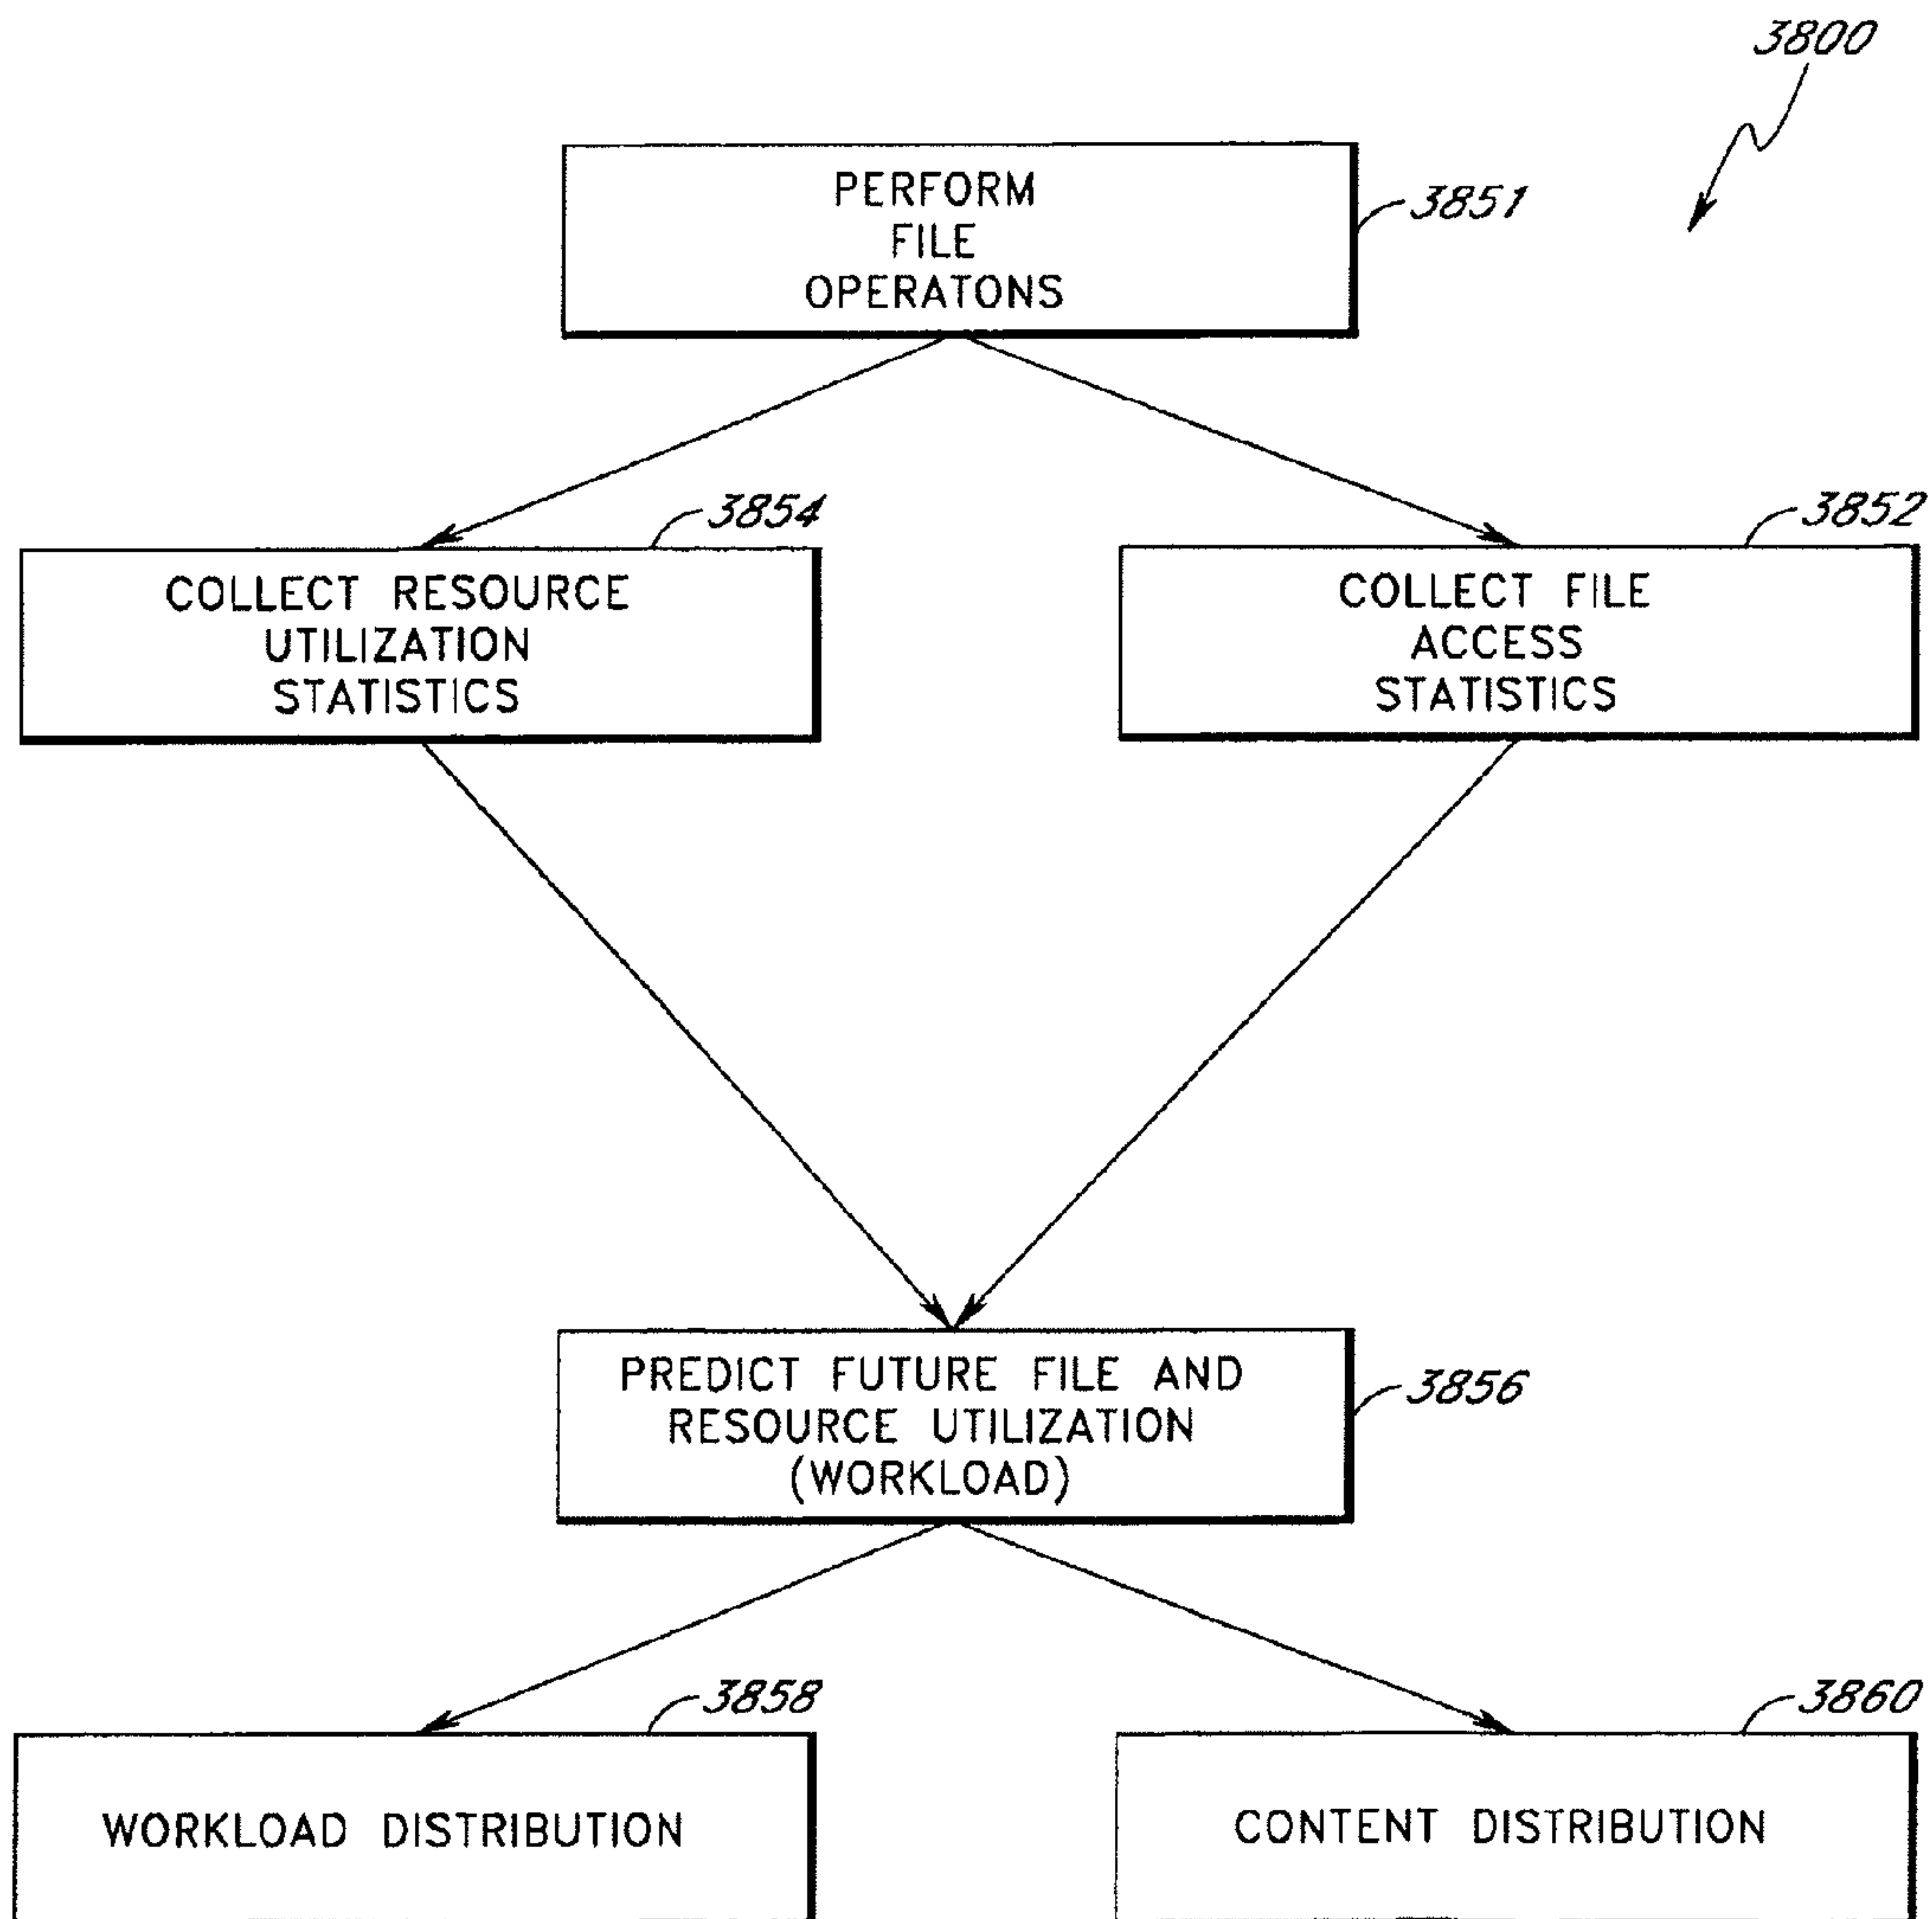 3800
PERFORM
FILE
OPERATONS
3851
3854
3852
COLLECT RESOURCE
UTILIZATION
STATISTICS
COLLECT FILE
ACCESS
STATISTICS
PREDICT FUTURE FILE AND
RESOURCE UTILIZATION
(WORKLOAD)
3856
3858
3860
WORKLOAD DISTRIBUTION
CONTENT DISTRIBUTION